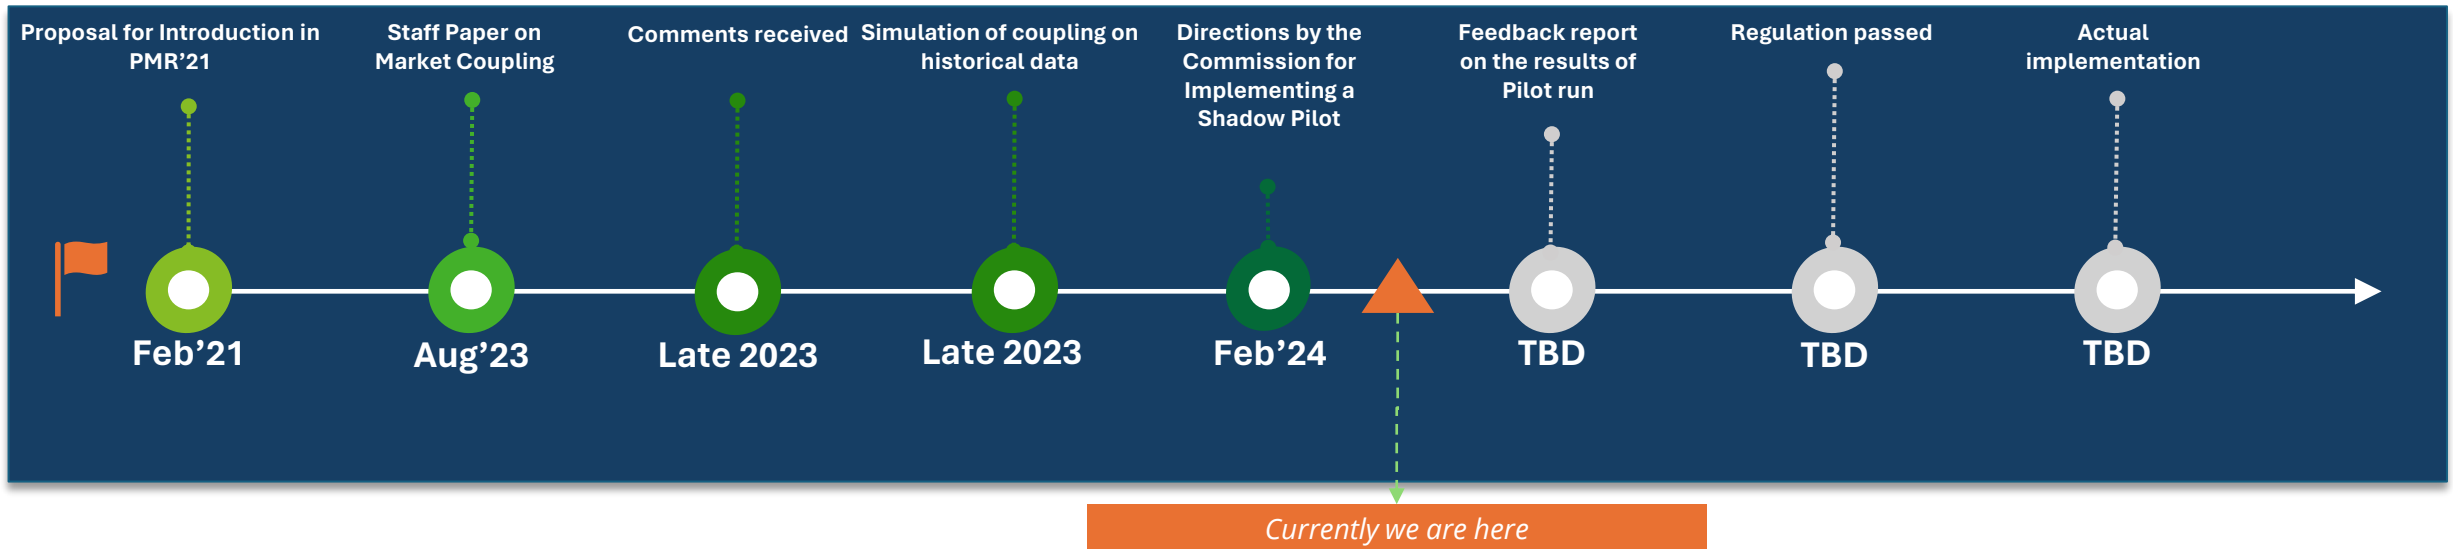 Proposal for Introduction in
PMR’21
Staff Paper on
Market Coupling
Comments received
Simulation of coupling on
historical data
Directions by the
Commission for
Implementing a
Shadow Pilot
Feedback report
on the results of
Pilot run
Regulation passed
Actual
implementation
Feb’21
Aug’23
Late 2023
Late 2023
Feb’24
TBD
TBD
TBD
Currently we are here